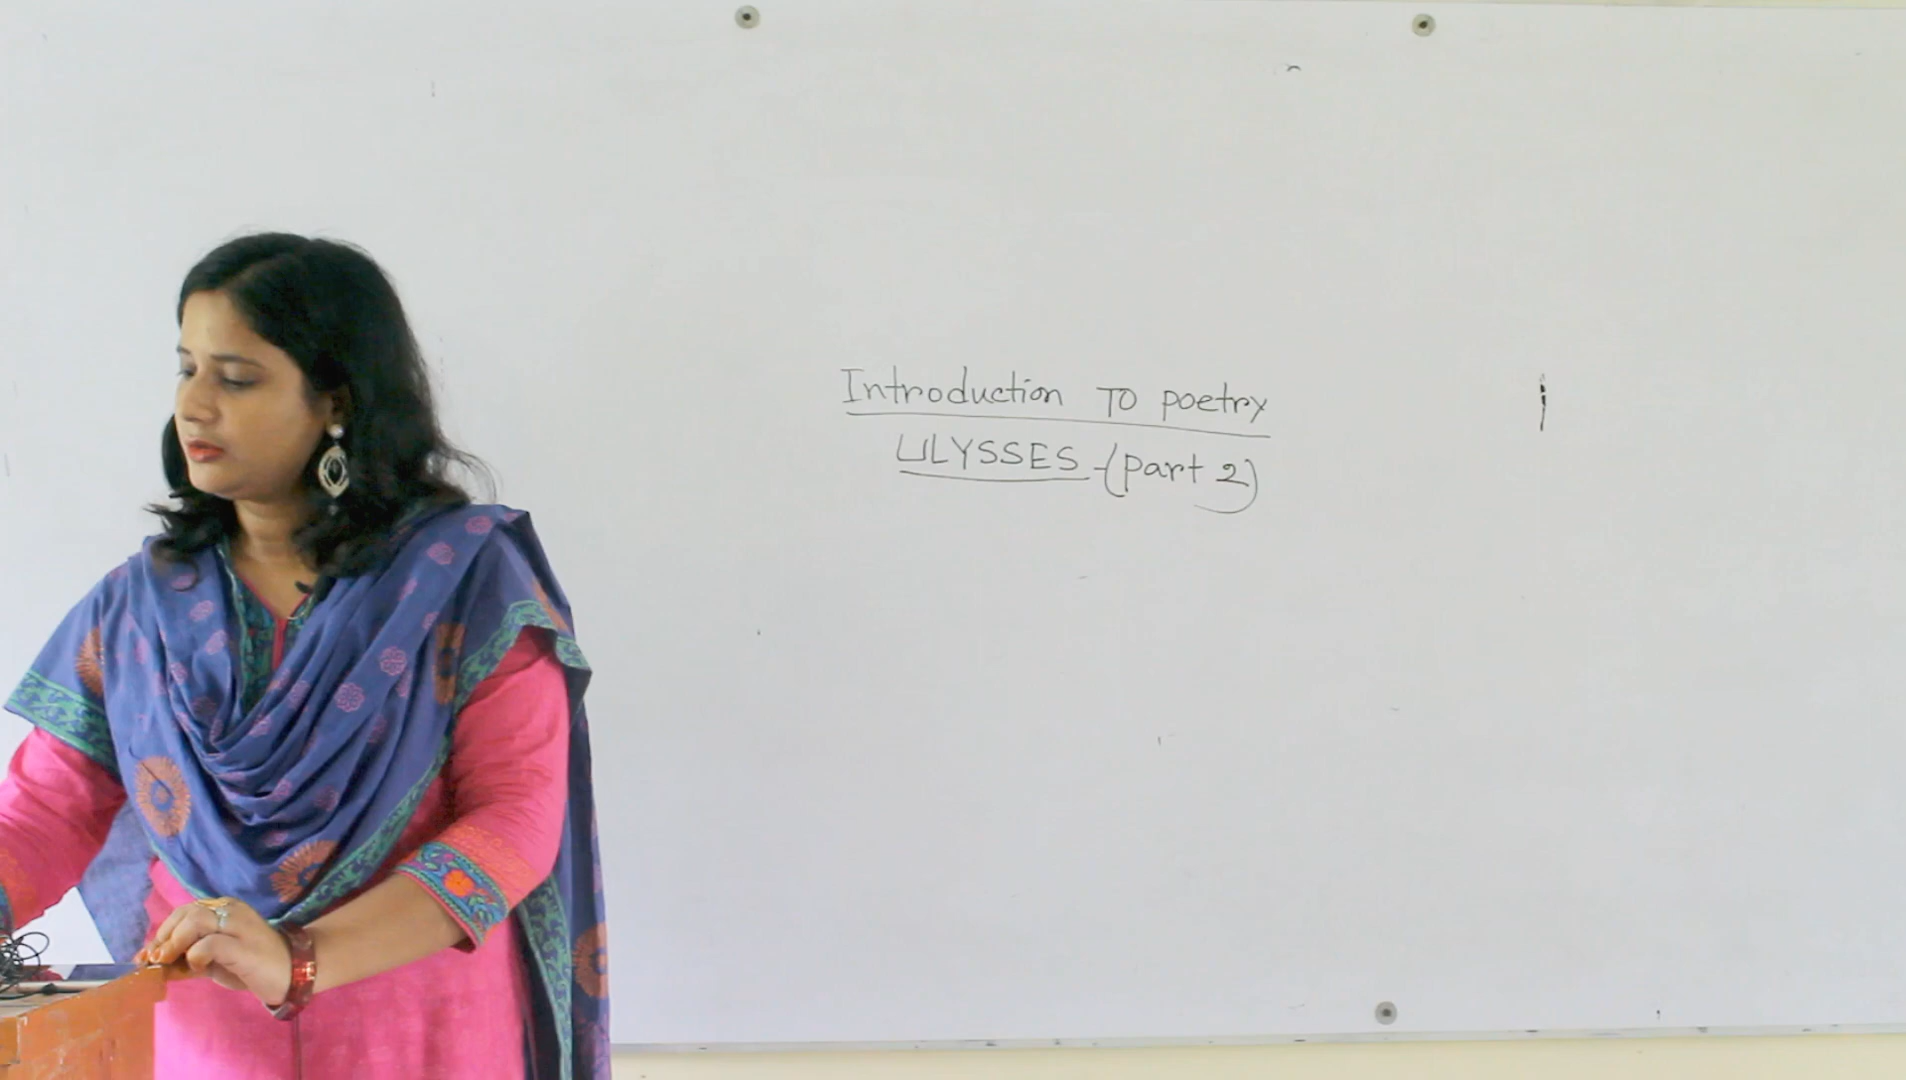 Introduction TO poetry
ULYSSES - (part 2)